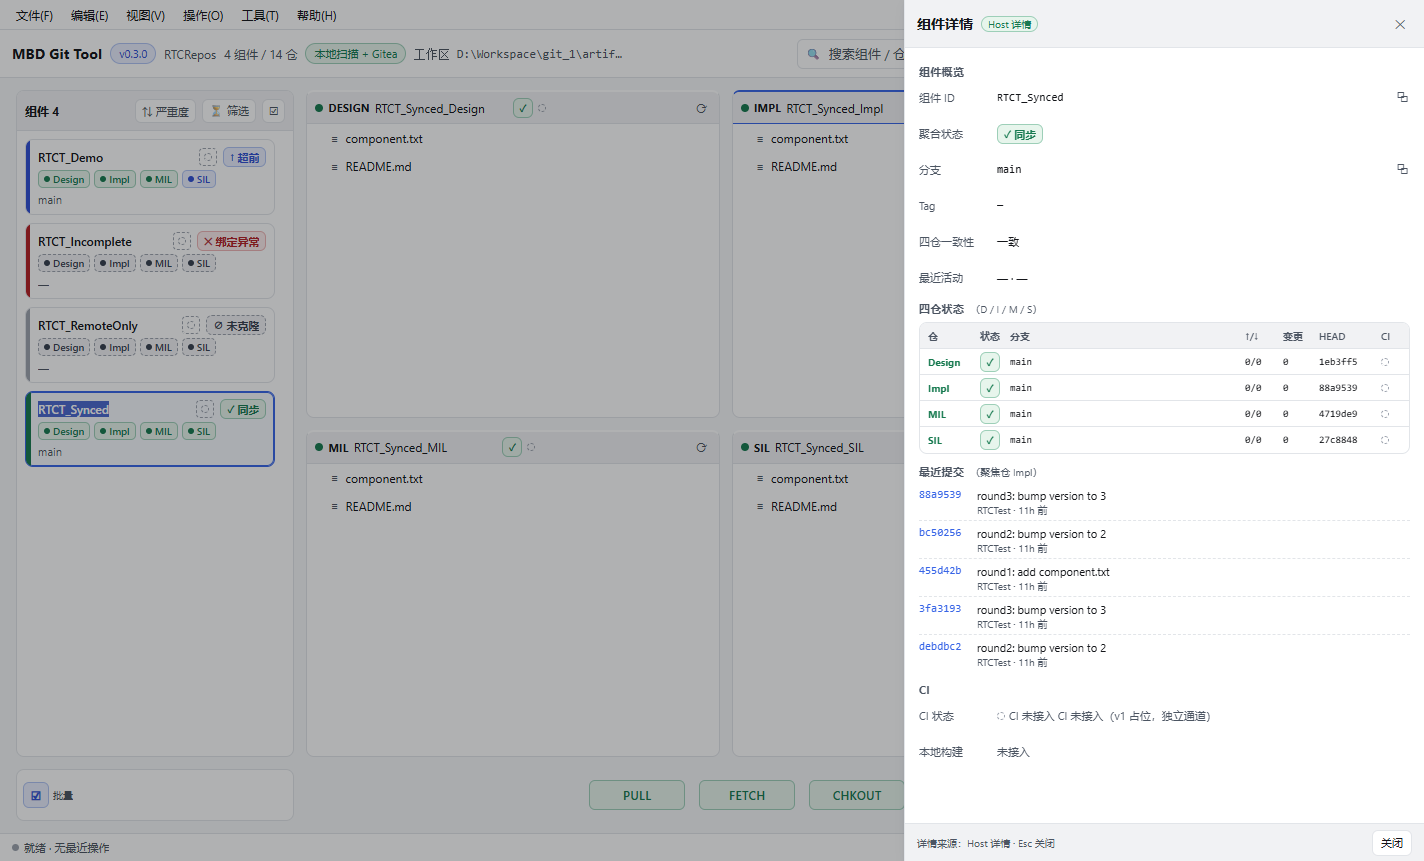 文件(F) 编辑(E) 视图(V) 操作(O) 工具(T) 帮助(H)
MBD Git Tool v0.3.0 RTCRepos 4 组件 / 14 仓 本地扫描 + Gitea 工作区 D:\Workspace\git_1\artif… 搜索组件 / 仓
组件 4 ↑↓ 严重度 筛选
RTCT_Demo ↑ 超前
Design Impl MIL SIL
main
RTCT_Incomplete ✕ 绑定异常
Design Impl MIL SIL
—
RTCT_RemoteOnly ⊘ 未克隆
Design Impl MIL SIL
—
RTCT_Synced ✓ 同步
Design Impl MIL SIL
main
批量
就绪 · 无最近操作
DESIGN RTCT_Synced_Design ✓
component.txt
README.md
IMPL RTCT_Synced_Impl
component.txt
README.md
MIL RTCT_Synced_MIL ✓
component.txt
README.md
SIL RTCT_Synced_SIL
component.txt
README.md
PULL FETCH CHKOUT
组件详情 Host 详情
组件概览
组件 ID RTCT_Synced
聚合状态 ✓ 同步
分支 main
Tag —
四仓一致性 一致
最近活动 — · —
四仓状态 (D / I / M / S)
仓 状态 分支 ↑/↓ 变更 HEAD CI
Design ✓ main 0/0 0 1eb3ff5
Impl ✓ main 0/0 0 88a9539
MIL ✓ main 0/0 0 4719de9
SIL ✓ main 0/0 0 27c8848
最近提交 (聚焦仓 Impl)
88a9539 round3: bump version to 3
RTCTest · 11h 前
bc50256 round2: bump version to 2
RTCTest · 11h 前
455d42b round1: add component.txt
RTCTest · 11h 前
3fa3193 round3: bump version to 3
RTCTest · 11h 前
debdbc2 round2: bump version to 2
RTCTest · 11h 前
CI
CI 状态 CI 未接入 CI 未接入（v1 占位，独立通道）
本地构建 未接入
详情来源：Host 详情 · Esc 关闭 关闭